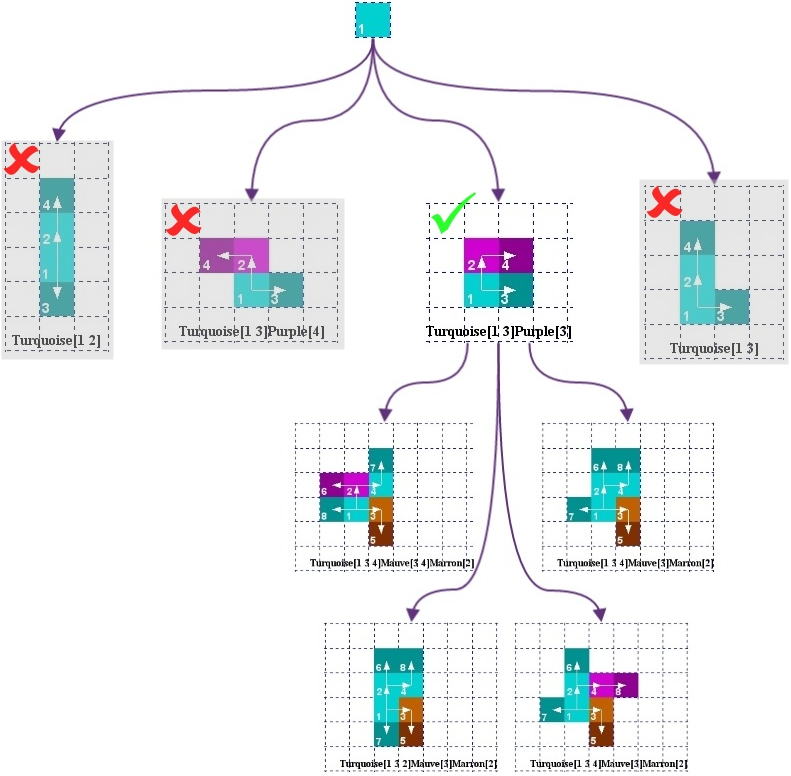 1
4
2
1
3
Turquoise[1 2]
4 2
1 3
Turquoise[1 3]Purple[4]
2 4
1 3
Turquoise[1 3]Purple[3]
4
2
1 3
Turquoise[1 3]
7
6 2 4
8 1 3
5
Turquoise[1 3 4]Mauve[3 4]Marron[2]
6 8
2 4
7 1 3
5
Turquoise[1 3 4]Mauve[3]Marron[2]
6 8
2 4
1 3
7 5
Turquoise[1 3 2]Mauve[3]Marron[2]
6
2 4 8
7 1 3
5
Turquoise[1 3 4]Mauve[3]Marron[2]